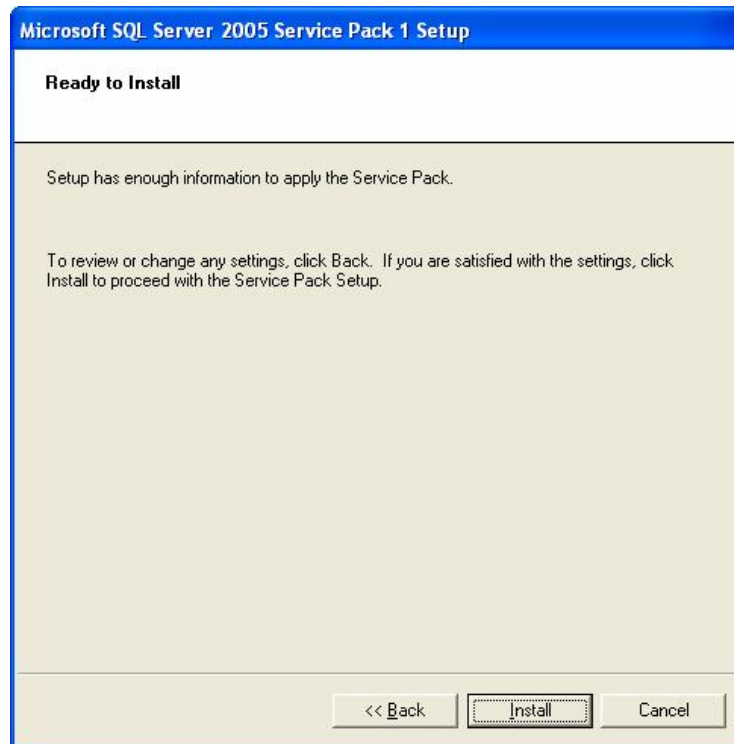 Microsoft SQL Server 2005 Service Pack 1 Setup
Ready to Install
Setup has enough information to apply the Service Pack.
To review or change any settings, click Back.  If you are satisfied with the settings, click
Install to proceed with the Service Pack Setup.
<< Back
Install
Cancel